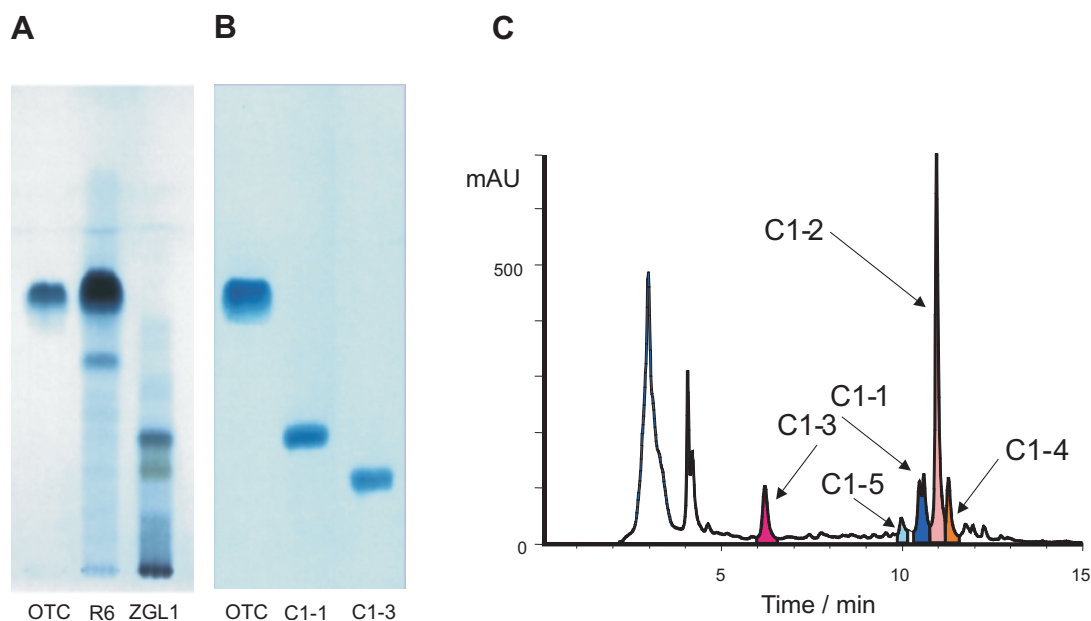 A
B
C
OTC R6 ZGL1
OTC C1-1 C1-3
mAU
500
0
C1-2
C1-1
C1-3
C1-5
C1-4
5 10 15
Time / min